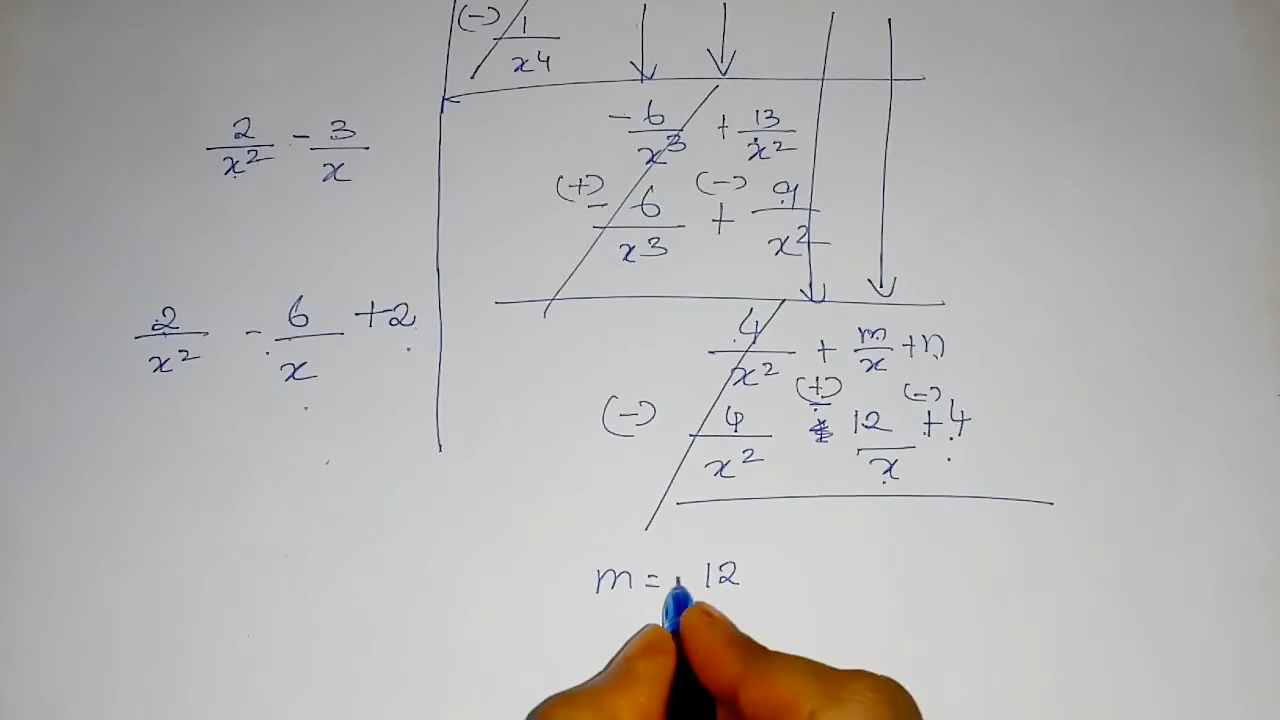 (-) 1/x4
2/x² - 3/x
- 6/x³ + 13/x²
(+) (-)
- 6/x3 + 9/x²
2/x² - 6/x + 2
4/x² + m/x + n
(-) (+) (-)
4/x² - 12/x + 4
m = 12